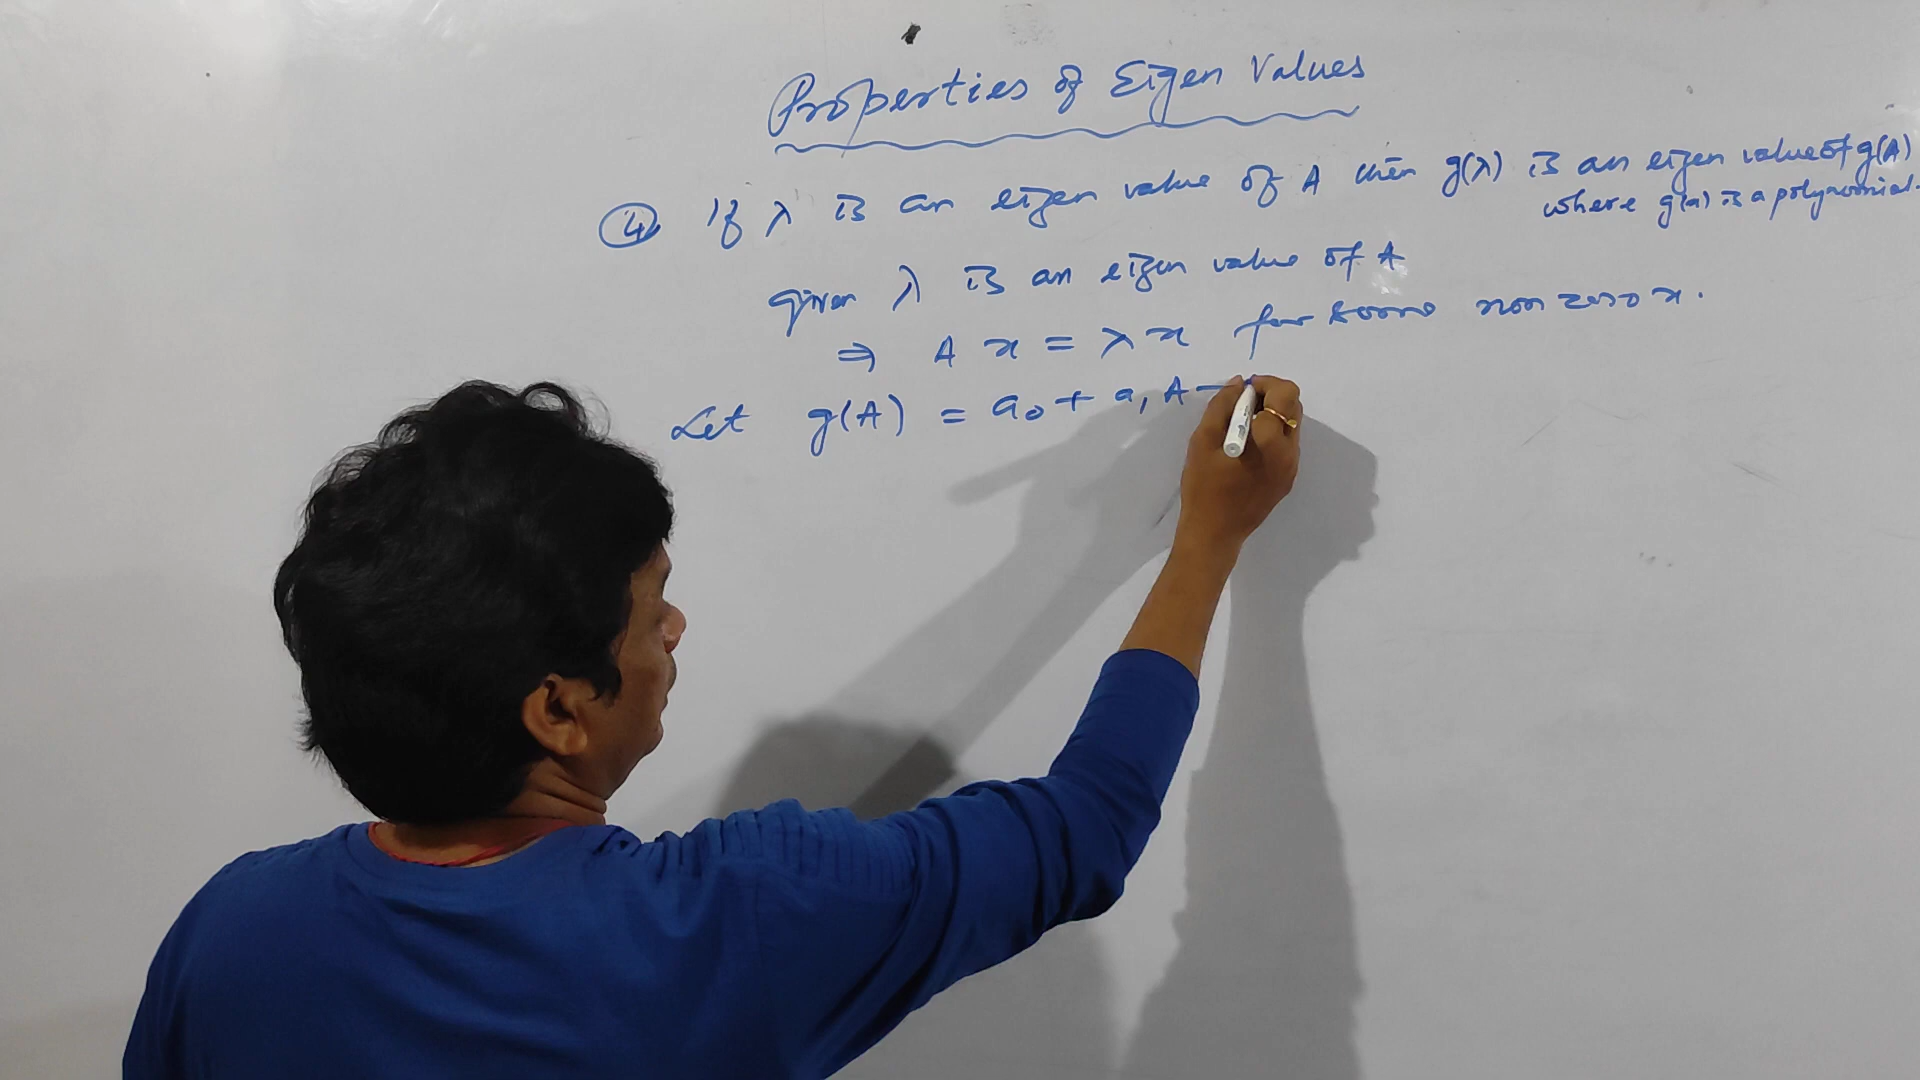 Properties of Eigen Values
④ If λ is an eigen value of A then g(λ) is an eigen value of g(A)
where g(x) is a polynomial.
given λ is an eigen value of A
⇒ A x = λ x for some non zero x.
Let g(A) = a₀ + a₁ A